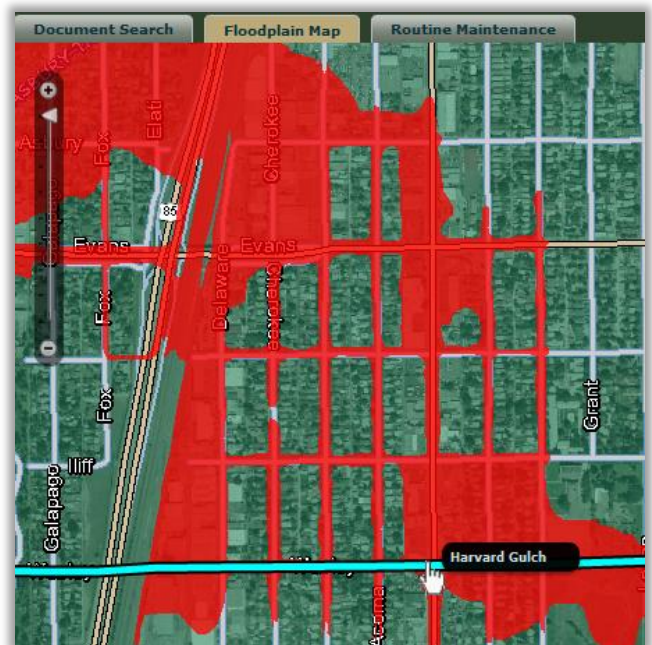 Document Search
Floodplain Map
Routine Maintenance
Asbury
Fox
Elati
Cherokee
Galapago
85
Evans
Evans
Delaware
Cherokee
Fox
Fox
Grant
Iliff
Galapago
Harvard Gulch
Acoma